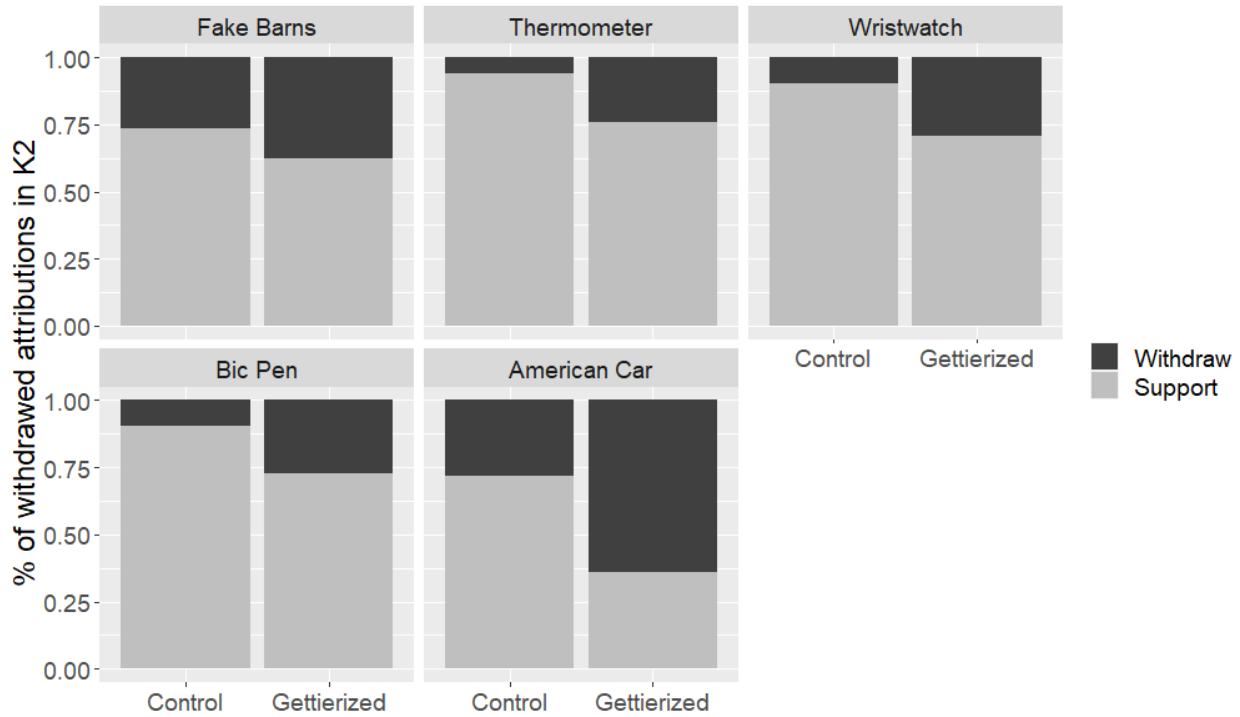 Fake Barns
Thermometer
Wristwatch
% of withdrawed attributions in K2
1.00
0.75
0.50
0.25
0.00
Control
Gettierized
Bic Pen
American Car
1.00
0.75
0.50
0.25
0.00
Control
Gettierized
Control
Gettierized
Withdraw
Support